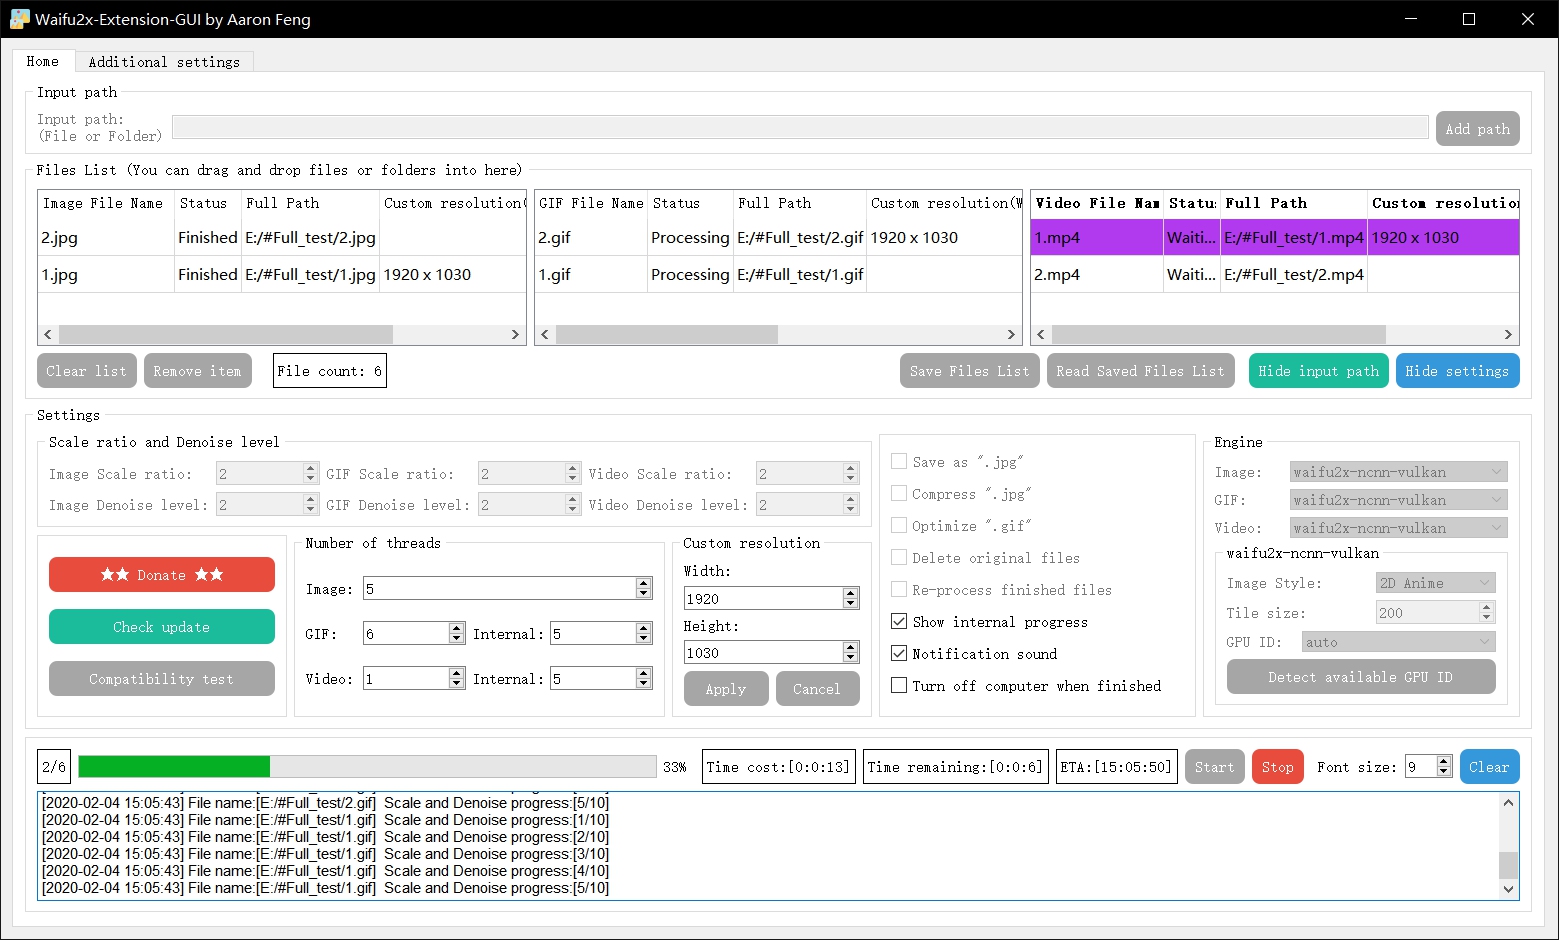 Waifu2x-Extension-GUI by Aaron Feng
Home Additional settings
Input path
Input path:
(File or Folder)
Add path
Files List (You can drag and drop files or folders into here)
Image File Name Status Full Path Custom resolution(
2.jpg Finished E:/#Full_test/2.jpg
1.jpg Finished E:/#Full_test/1.jpg 1920 x 1030
GIF File Name Status Full Path Custom resolution(W
2.gif Processing E:/#Full_test/2.gif 1920 x 1030
1.gif Processing E:/#Full_test/1.gif
Video File Nam Statu: Full Path Custom resolution
1.mp4 Waiti... E:/#Full_test/1.mp4 1920 x 1030
2.mp4 Waiti... E:/#Full_test/2.mp4
Clear list Remove item File count: 6 Save Files List Read Saved Files List Hide input path Hide settings
Settings
Scale ratio and Denoise level
Image Scale ratio: 2 GIF Scale ratio: 2 Video Scale ratio: 2
Image Denoise level: 2 GIF Denoise level: 2 Video Denoise level: 2
★★ Donate ★★
Check update
Compatibility test
Number of threads
Image: 5
GIF: 6 Internal: 5
Video: 1 Internal: 5
Custom resolution
Width:
1920
Height:
1030
Apply Cancel
Save as ".jpg"
Compress ".jpg"
Optimize ".gif"
Delete original files
Re-process finished files
Show internal progress
Notification sound
Turn off computer when finished
Engine
Image: waifu2x-ncnn-vulkan
GIF: waifu2x-ncnn-vulkan
Video: waifu2x-ncnn-vulkan
waifu2x-ncnn-vulkan
Image Style: 2D Anime
Tile size: 200
GPU ID: auto
Detect available GPU ID
2/6 33% Time cost:[0:0:13] Time remaining:[0:0:6] ETA:[15:05:50] Start Stop Font size: 9 Clear
[2020-02-04 15:05:43] File name:[E:/#Full_test/2.gif] Scale and Denoise progress:[5/10]
[2020-02-04 15:05:43] File name:[E:/#Full_test/1.gif] Scale and Denoise progress:[1/10]
[2020-02-04 15:05:43] File name:[E:/#Full_test/1.gif] Scale and Denoise progress:[2/10]
[2020-02-04 15:05:43] File name:[E:/#Full_test/1.gif] Scale and Denoise progress:[3/10]
[2020-02-04 15:05:43] File name:[E:/#Full_test/1.gif] Scale and Denoise progress:[4/10]
[2020-02-04 15:05:43] File name:[E:/#Full_test/1.gif] Scale and Denoise progress:[5/10]